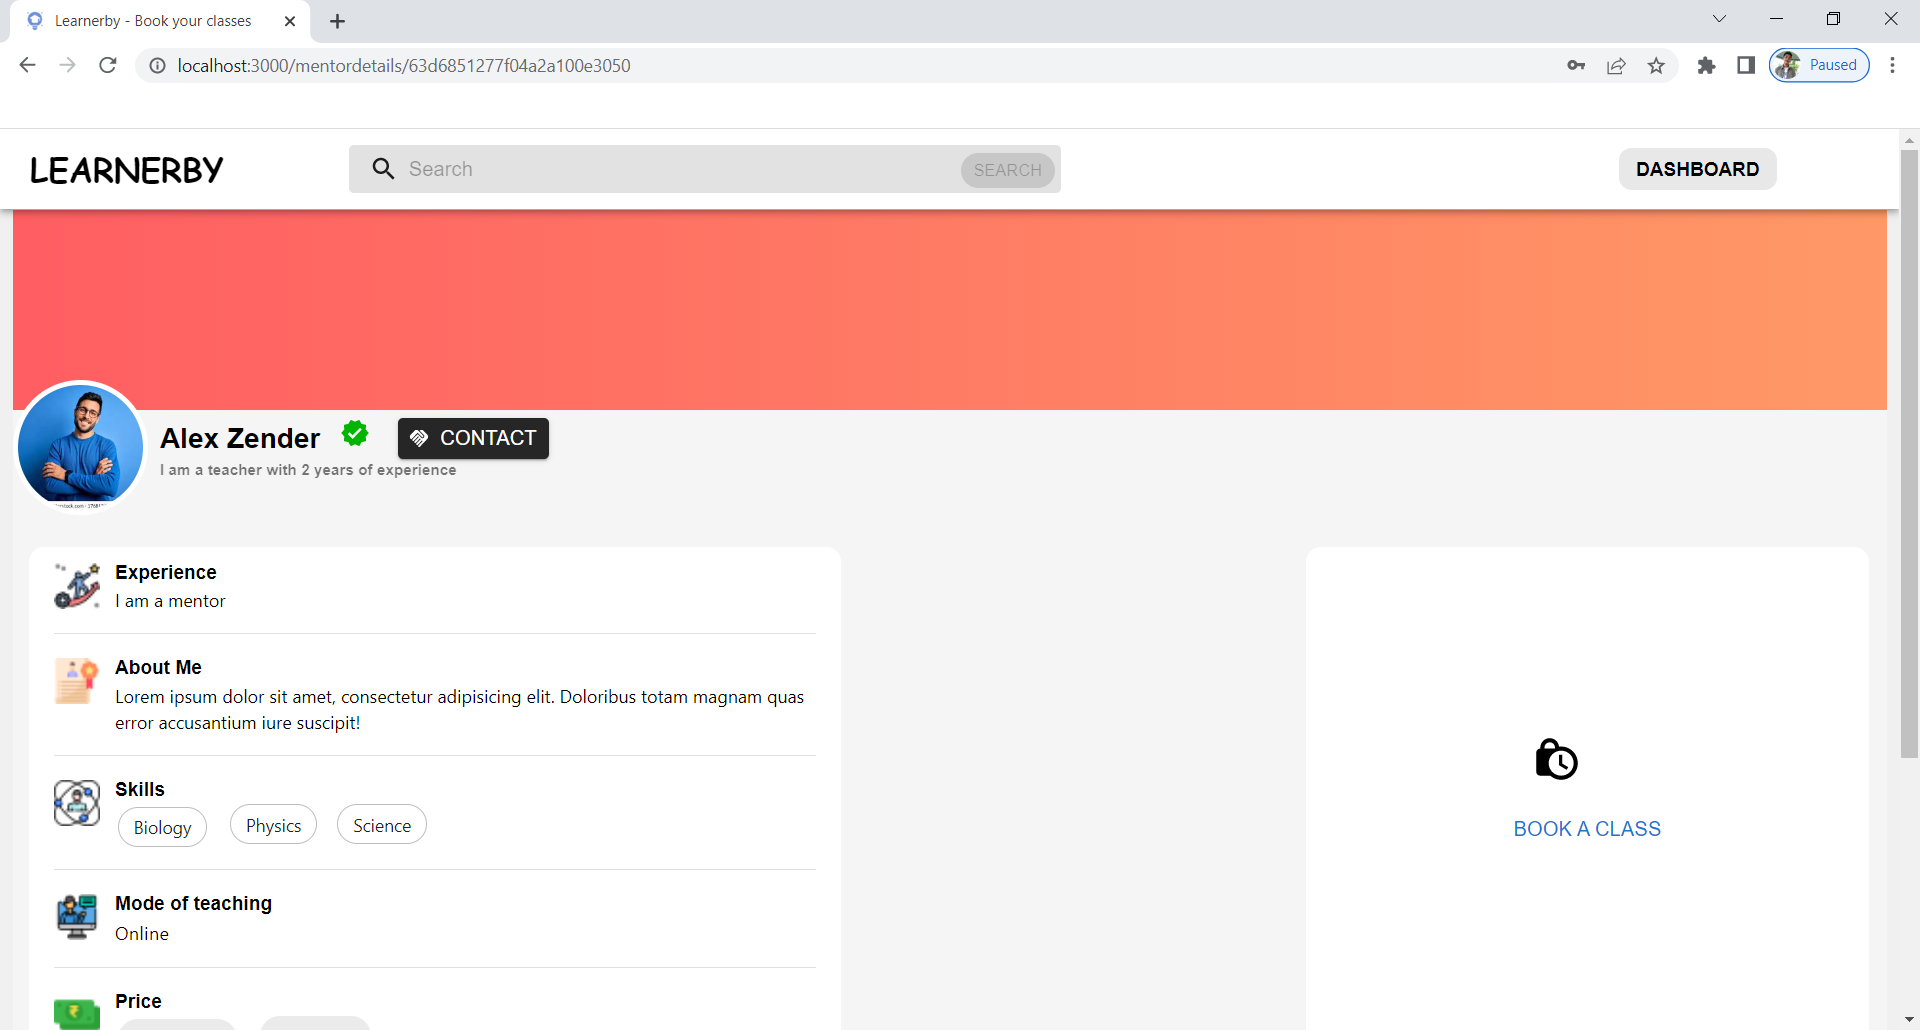 Learnerby - Book your classes
localhost:3000/mentordetails/63d6851277f04a2a100e3050
Paused
LEARNERBY
Search
SEARCH
DASHBOARD
Alex Zender
CONTACT
I am a teacher with 2 years of experience
Experience
I am a mentor
About Me
Lorem ipsum dolor sit amet, consectetur adipisicing elit. Doloribus totam magnam quas
error accusantium iure suscipit!
Skills
Biology
Physics
Science
Mode of teaching
Online
Price
BOOK A CLASS